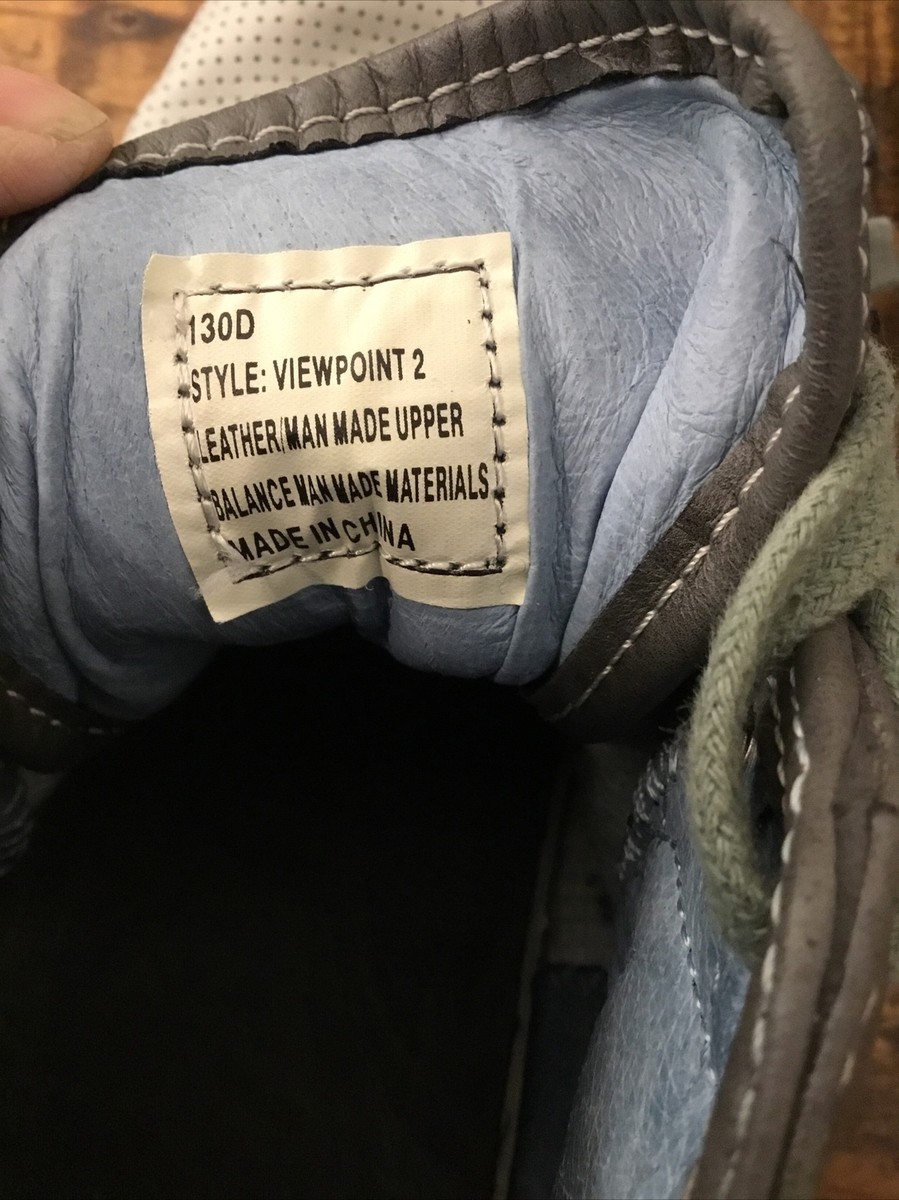 130D
STYLE: VIEWPOINT 2
LEATHER/MAN MADE UPPER
BALANCE MAN MADE MATERIALS
MADE IN CHINA